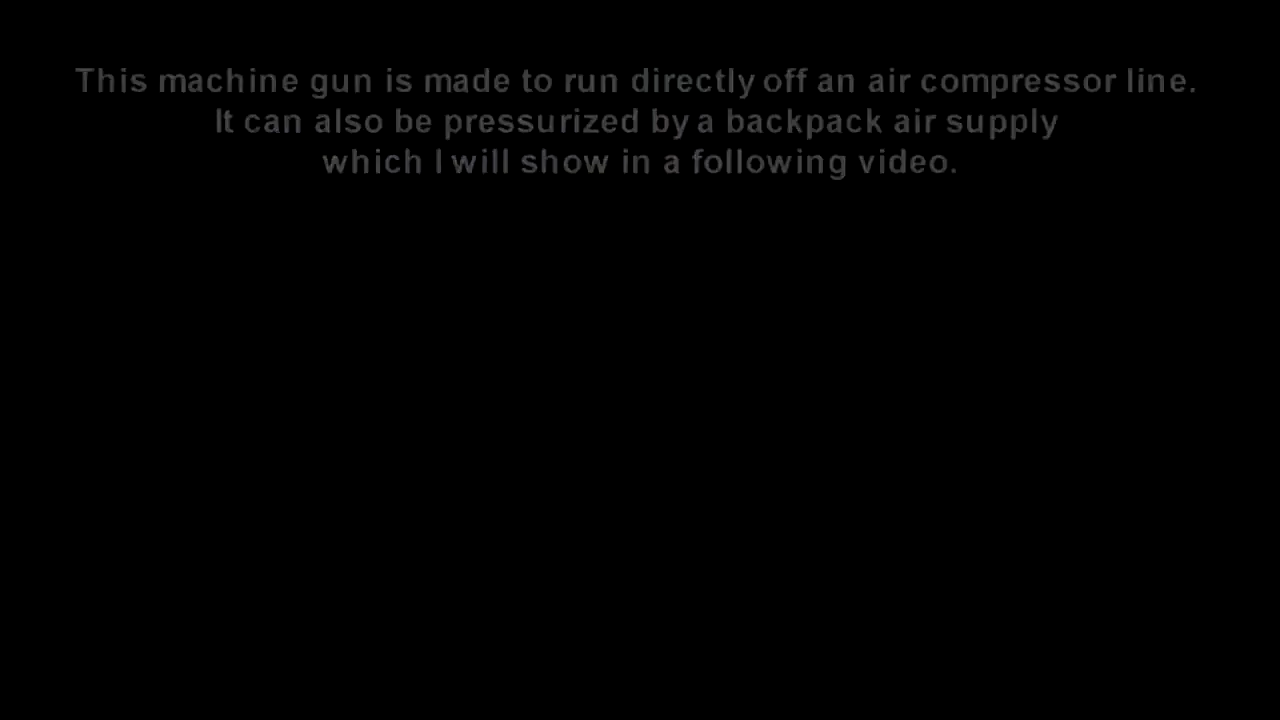 This machine gun is made to run directly off an air compressor line.
It can also be pressurized by a backpack air supply
which I will show in a following video.